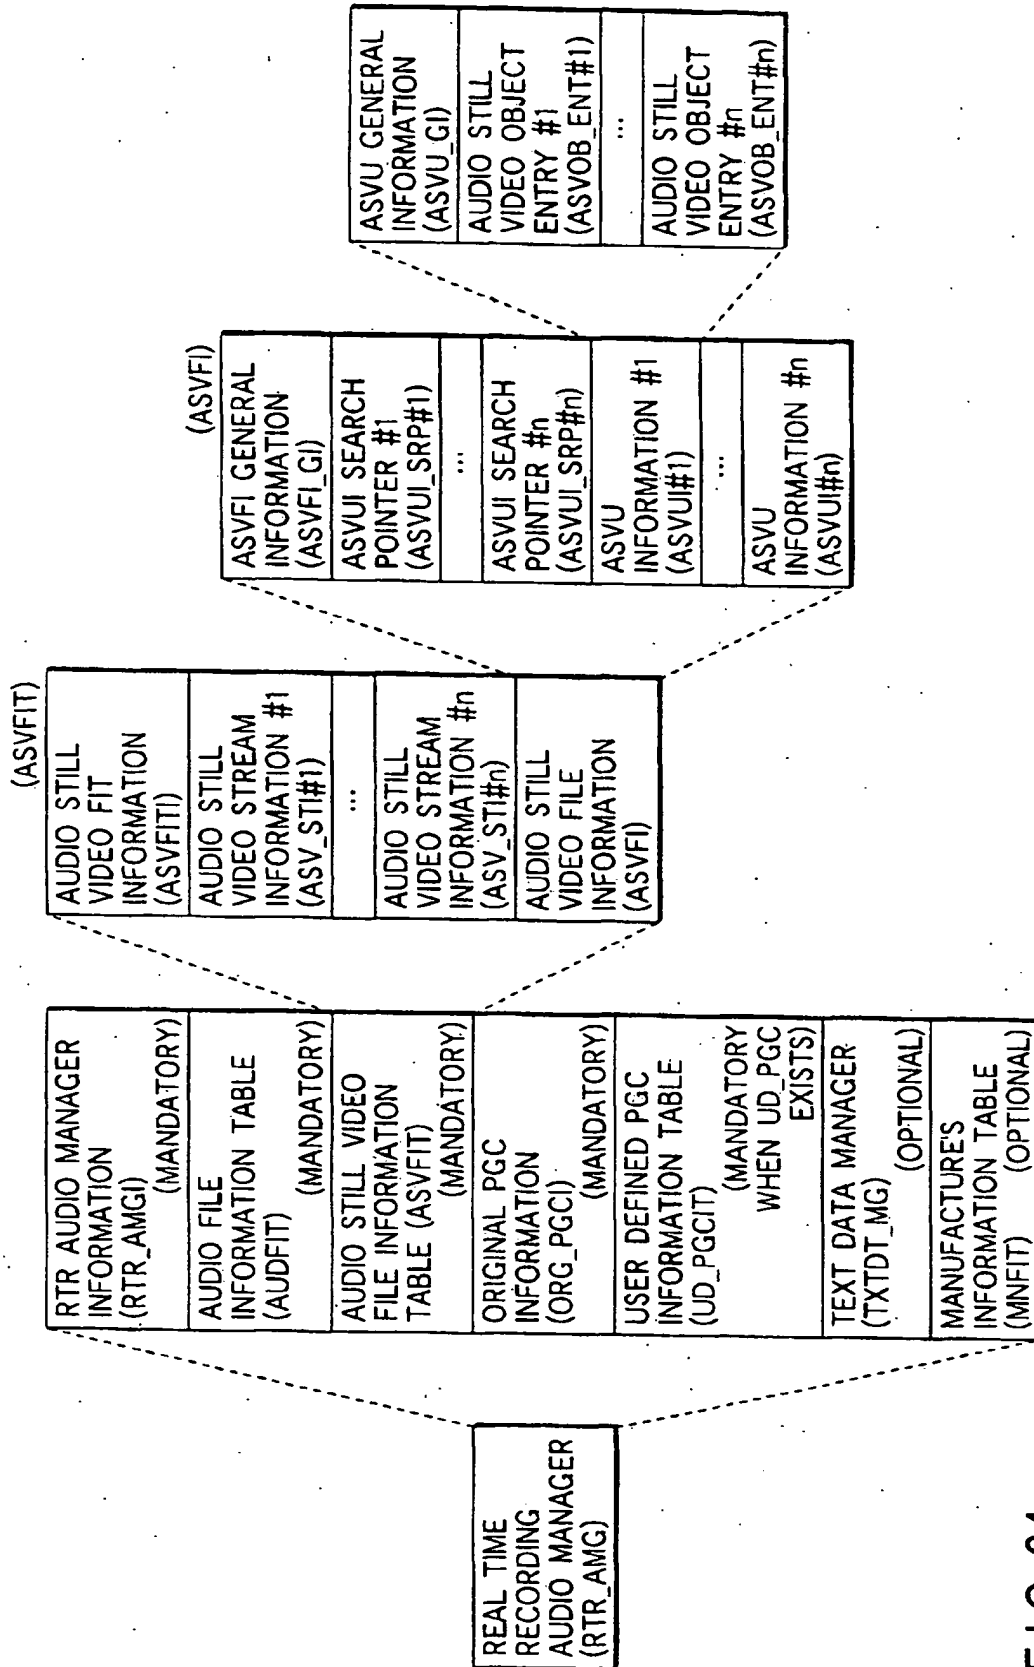 REAL TIME
RECORDING
AUDIO MANAGER
(RTR_AMG)
RTR AUDIO MANAGER
INFORMATION
(RTR_AMGI)
(MANDATORY)
AUDIO FILE
INFORMATION TABLE
(AUDFIT)
(MANDATORY)
AUDIO STILL VIDEO
FILE INFORMATION
TABLE (ASVFIT)
(MANDATORY)
ORIGINAL PGC
INFORMATION
(ORG_PGCI)
(MANDATORY)
USER DEFINED PGC
INFORMATION TABLE
(UD_PGCIT)
(MANDATORY
WHEN UD_PGC
EXISTS)
TEXT DATA MANAGER
(TXTDT_MG)
(OPTIONAL)
MANUFACTURE'S
INFORMATION TABLE
(MNFIT) (OPTIONAL)
(ASVFIT)
AUDIO STILL
VIDEO FIT
INFORMATION
(ASVFITI)
AUDIO STILL
VIDEO STREAM
INFORMATION #1
(ASV_STI#1)
...
AUDIO STILL
VIDEO STREAM
INFORMATION #n
(ASV_STI#n)
AUDIO STILL
VIDEO FILE
INFORMATION
(ASVFI)
(ASVFI)
ASVFI GENERAL
INFORMATION
(ASVFI_GI)
ASVUI SEARCH
POINTER #1
(ASVUI_SRP#1)
...
ASVUI SEARCH
POINTER #n
(ASVUI_SRP#n)
ASVU
INFORMATION #1
(ASVUI#1)
...
ASVU
INFORMATION #n
(ASVUI#n)
ASVU GENERAL
INFORMATION
(ASVU_GI)
AUDIO STILL
VIDEO OBJECT
ENTRY #1
(ASVOB_ENT#1)
...
AUDIO STILL
VIDEO OBJECT
ENTRY #n
(ASVOB_ENT#n)